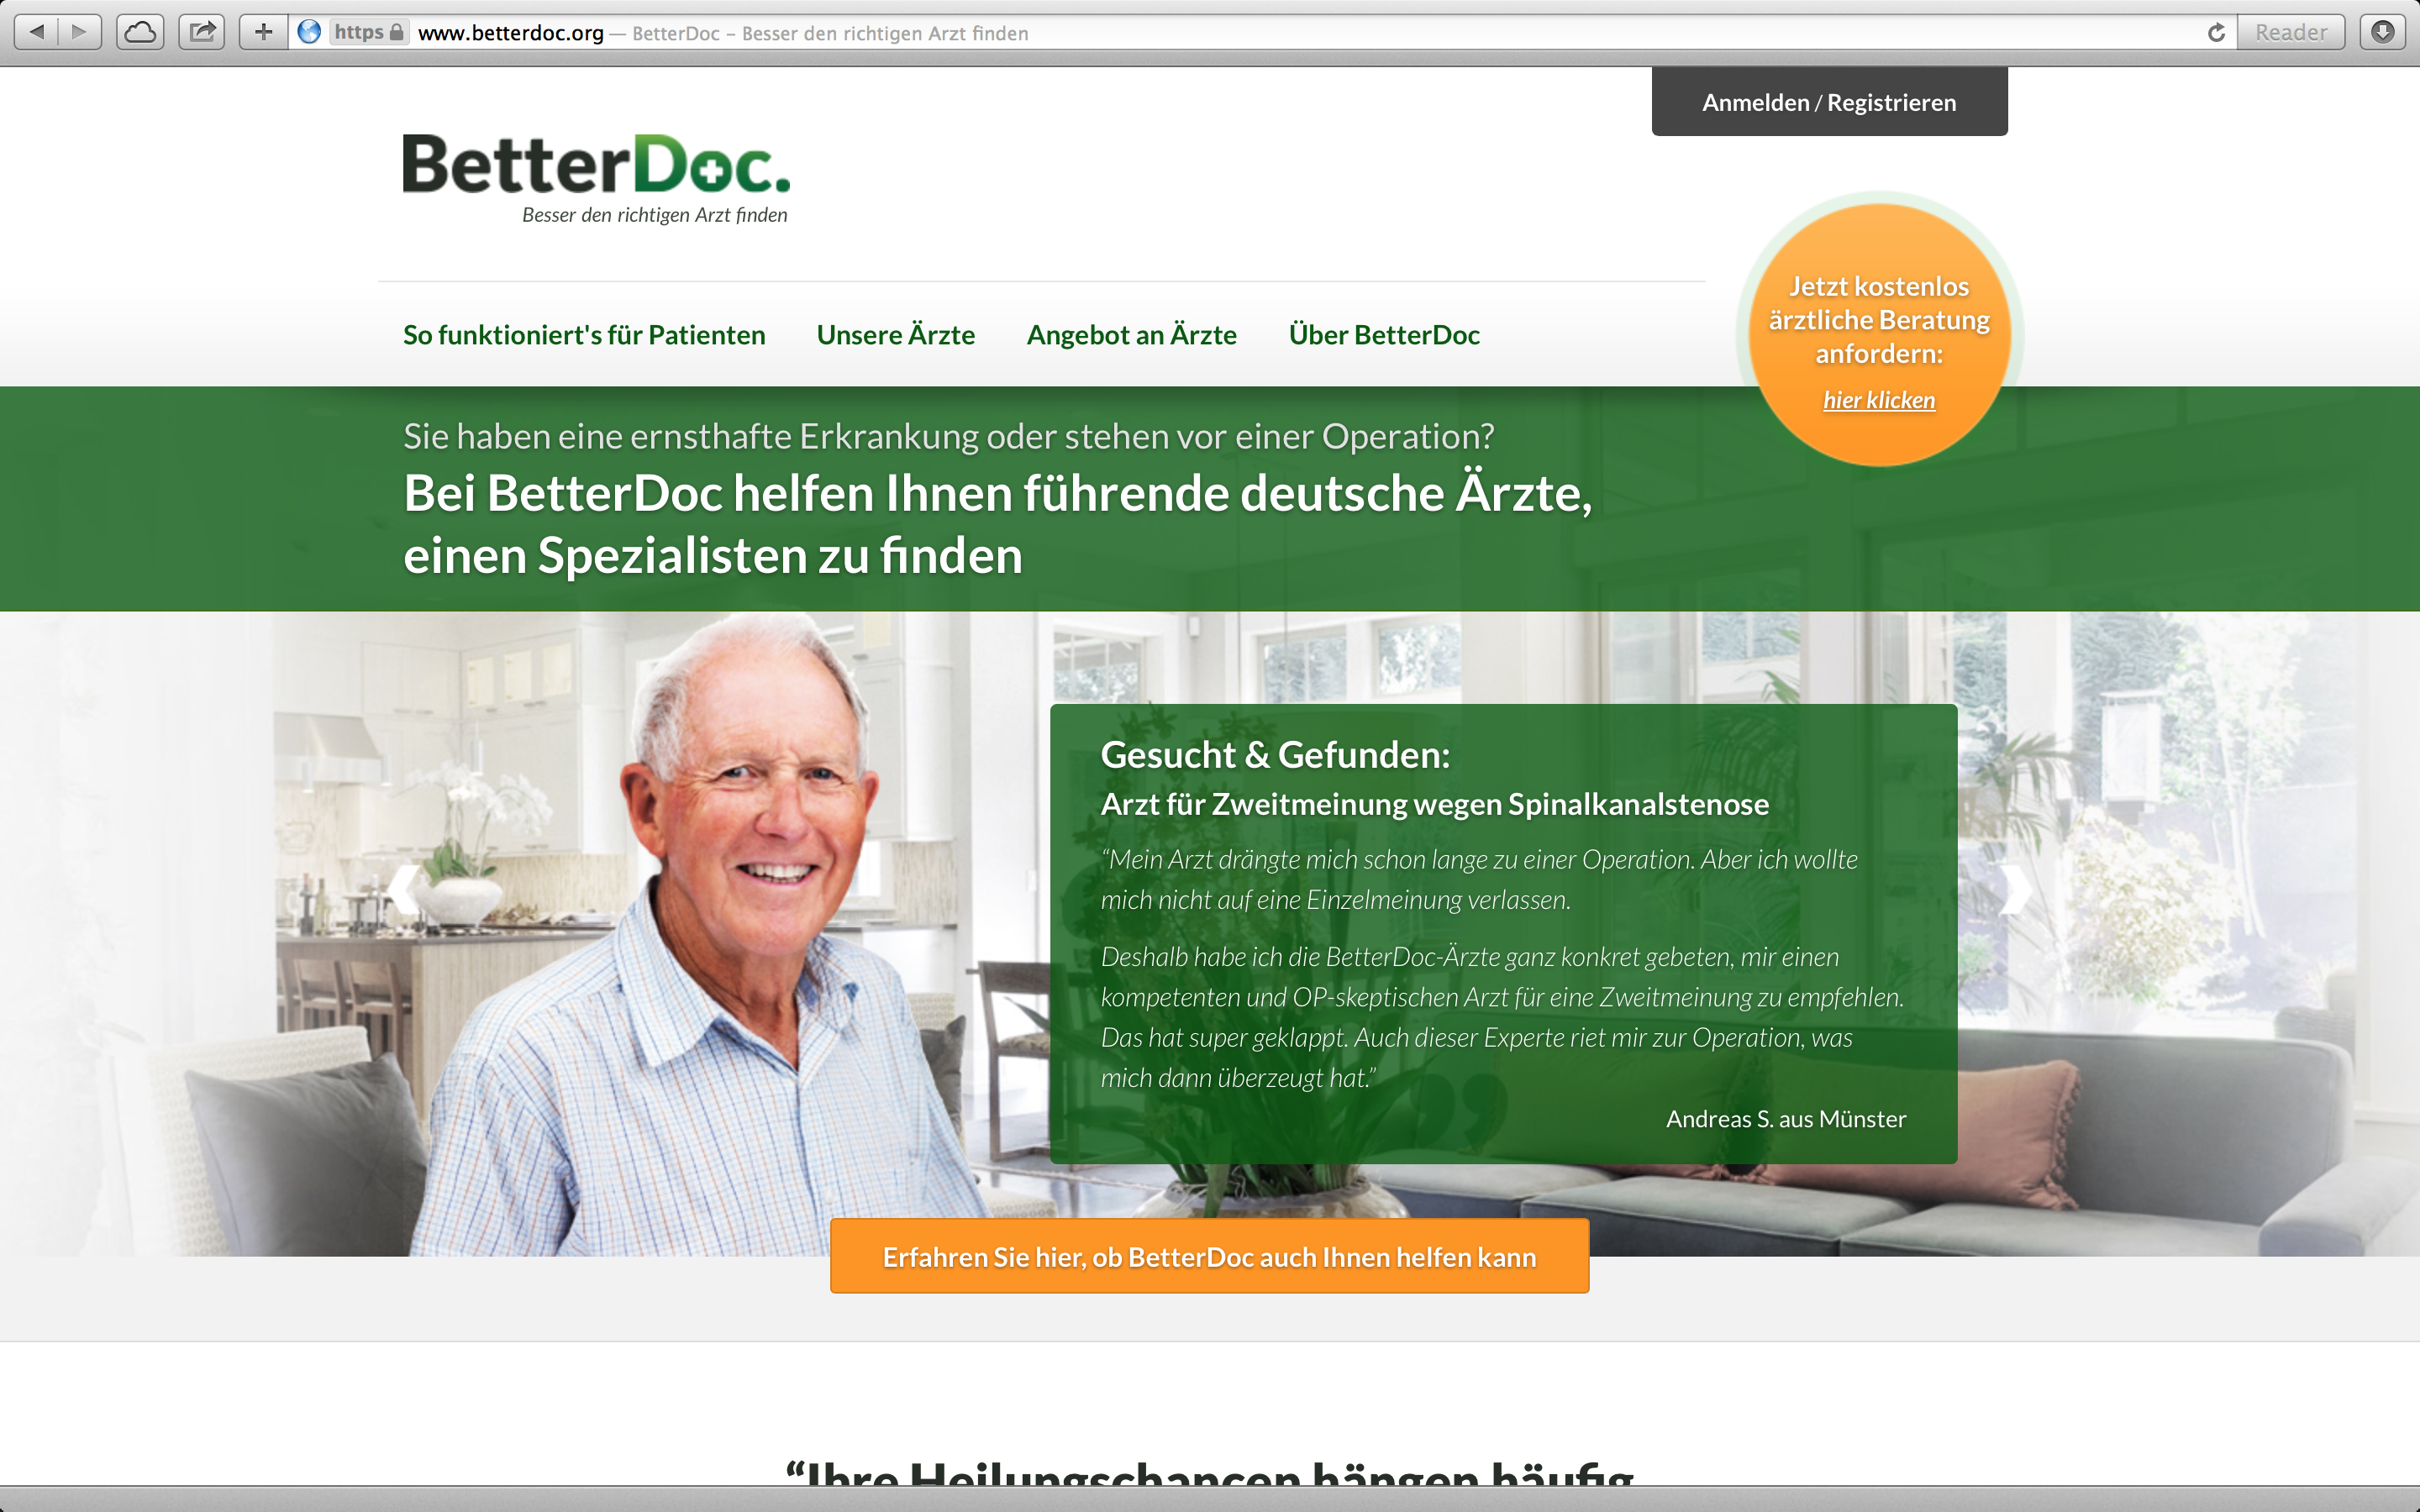 https www.betterdoc.org — BetterDoc – Besser den richtigen Arzt finden
Reader
Anmelden / Registrieren
BetterDoc.
Besser den richtigen Arzt finden
Jetzt kostenlos
ärztliche Beratung
anfordern:
hier klicken
So funktioniert's für Patienten Unsere Ärzte Angebot an Ärzte Über BetterDoc
Sie haben eine ernsthafte Erkrankung oder stehen vor einer Operation?
Bei BetterDoc helfen Ihnen führende deutsche Ärzte,
einen Spezialisten zu finden
Gesucht & Gefunden:
Arzt für Zweitmeinung wegen Spinalkanalstenose
“Mein Arzt drängte mich schon lange zu einer Operation. Aber ich wollte
mich nicht auf eine Einzelmeinung verlassen.
Deshalb habe ich die BetterDoc-Ärzte ganz konkret gebeten, mir einen
kompetenten und OP-skeptischen Arzt für eine Zweitmeinung zu empfehlen.
Das hat super geklappt. Auch dieser Experte riet mir zur Operation, was
mich dann überzeugt hat.”
Andreas S. aus Münster
Erfahren Sie hier, ob BetterDoc auch Ihnen helfen kann
“Ihre Heilungschancen hängen häufig